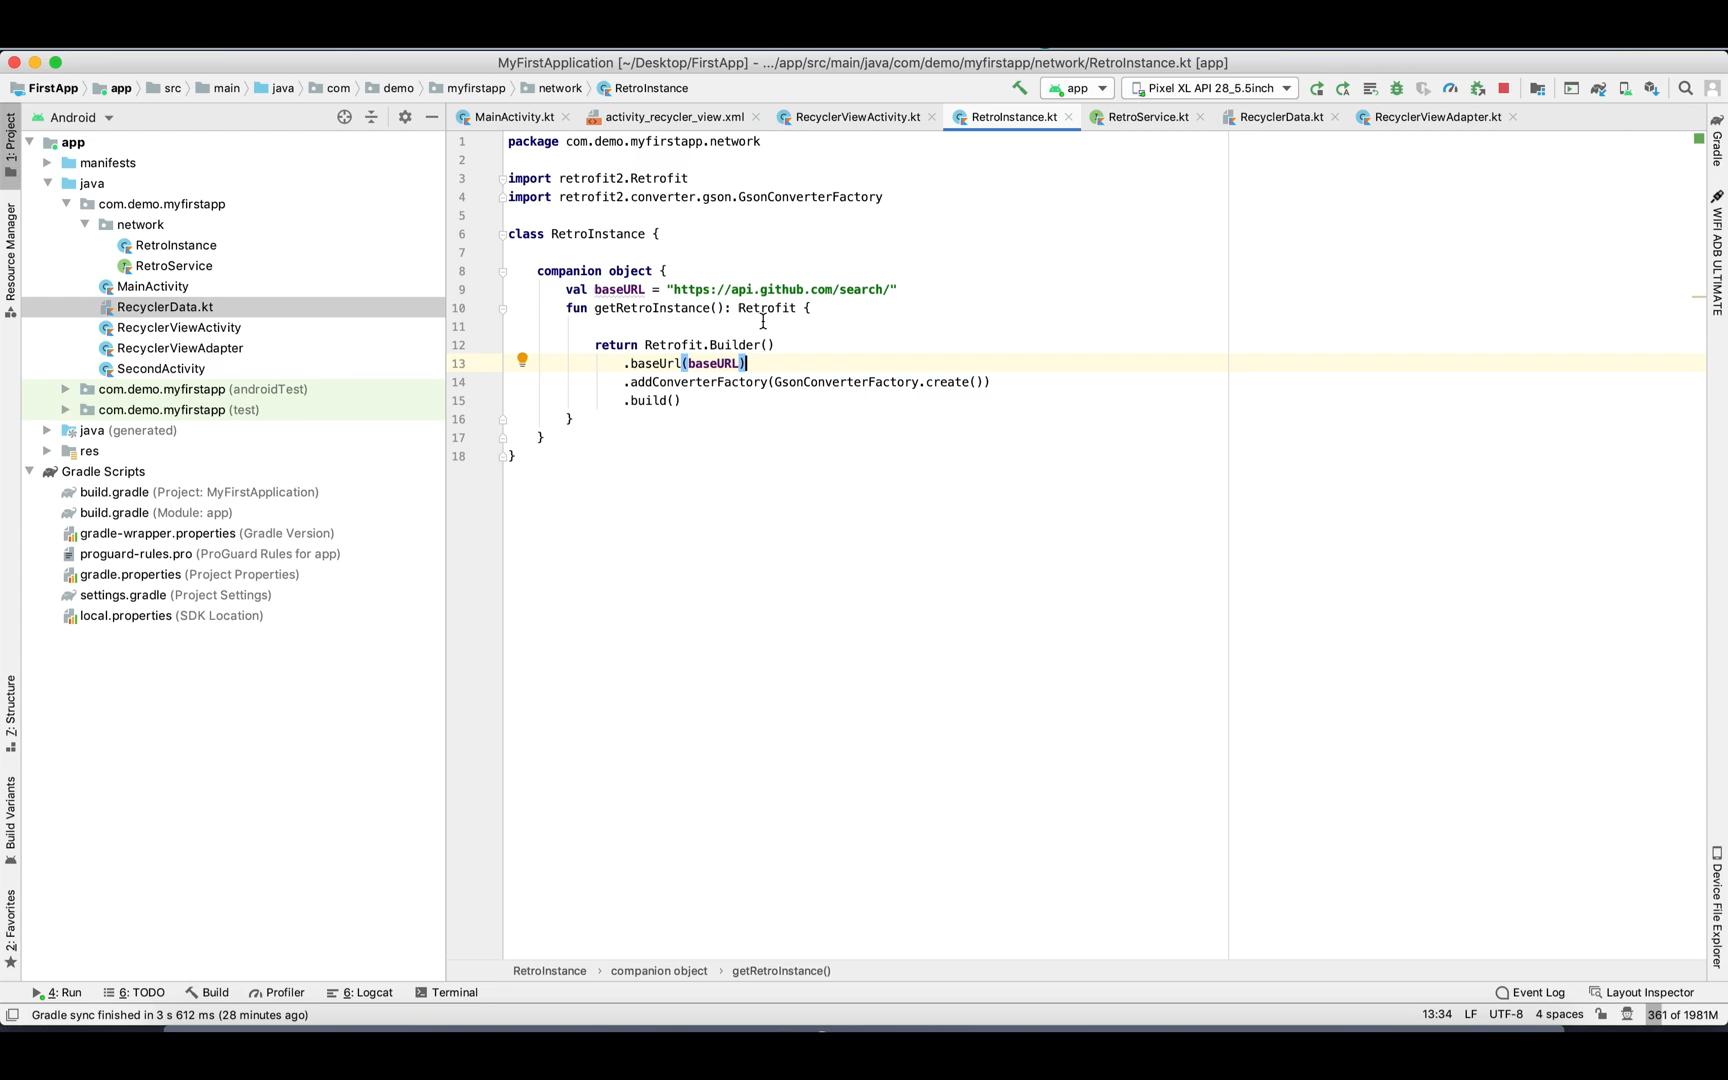 MyFirstApplication [~/Desktop/FirstApp] - .../app/src/main/java/com/demo/myfirstapp/network/RetroInstance.kt [app]
FirstApp app src main java com demo myfirstapp network RetroInstance app Pixel XL API 28_5.5inch
Android MainActivity.kt activity_recycler_view.xml RecyclerViewActivity.kt RetroInstance.kt RetroService.kt RecyclerData.kt RecyclerViewAdapter.kt
1: Project
Resource Manager
Z: Structure
Build Variants
2: Favorites
app
manifests
java
com.demo.myfirstapp
network
RetroInstance
RetroService
MainActivity
RecyclerData.kt
RecyclerViewActivity
RecyclerViewAdapter
SecondActivity
com.demo.myfirstapp (androidTest)
com.demo.myfirstapp (test)
java (generated)
res
Gradle Scripts
build.gradle (Project: MyFirstApplication)
build.gradle (Module: app)
gradle-wrapper.properties (Gradle Version)
proguard-rules.pro (ProGuard Rules for app)
gradle.properties (Project Properties)
settings.gradle (Project Settings)
local.properties (SDK Location)
1 package com.demo.myfirstapp.network
2
3 import retrofit2.Retrofit
4 import retrofit2.converter.gson.GsonConverterFactory
5
6 class RetroInstance {
7
8 companion object {
9 val baseURL = "https://api.github.com/search/"
10 fun getRetroInstance(): Retrofit {
11
12 return Retrofit.Builder()
13 .baseUrl(baseURL)
14 .addConverterFactory(GsonConverterFactory.create())
15 .build()
16 }
17 }
18 }
Gradle
WIFI ADB ULTIMATE
Device File Explorer
RetroInstance › companion object › getRetroInstance()
4: Run 6: TODO Build Profiler 6: Logcat Terminal Event Log Layout Inspector
Gradle sync finished in 3 s 612 ms (28 minutes ago) 13:34 LF UTF-8 4 spaces 361 of 1981M